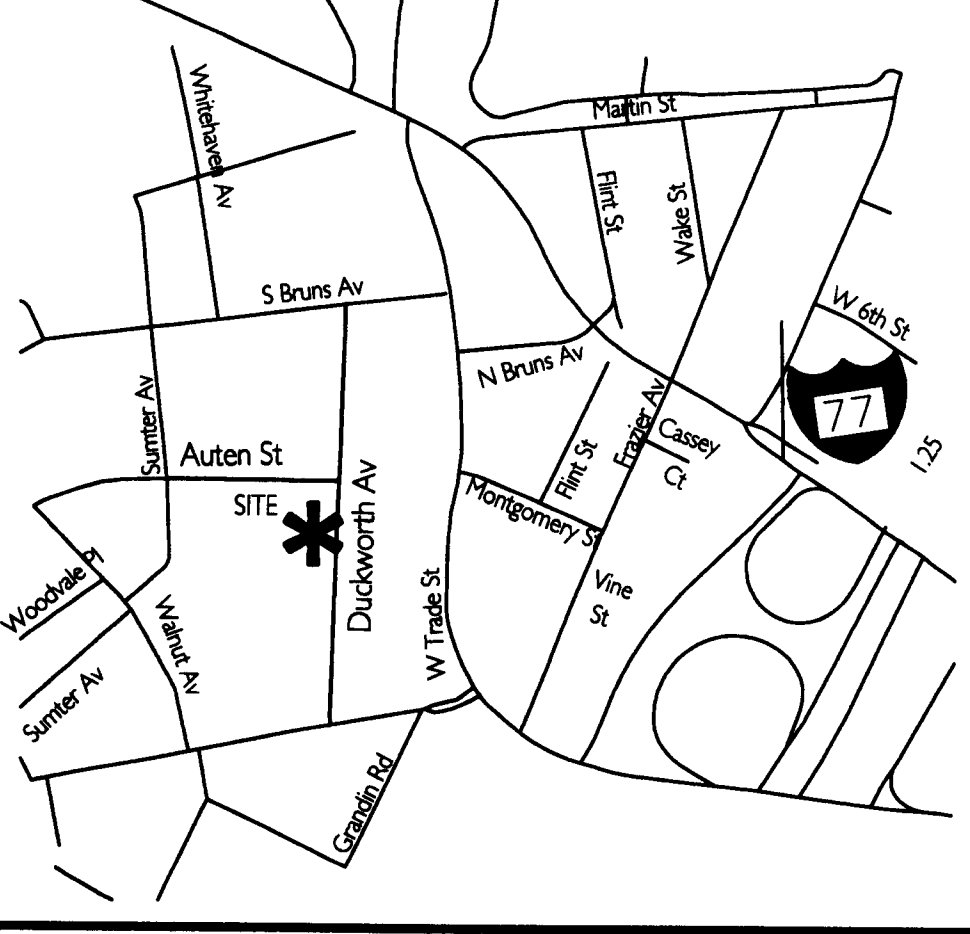 Whitehaven Av
Martin St
Flint St
Wake St
S Bruns Av
W 6th St
N Bruns Av
77
1.25
Sumter Av
Auten St
Frazier Av
Cassey
Ct
Flint St
SITE
Montgomery St
Duckworth Av
Woodvale Pl
Vine
St
Walnut Av
W Trade St
Sumter Av
Grandin Rd